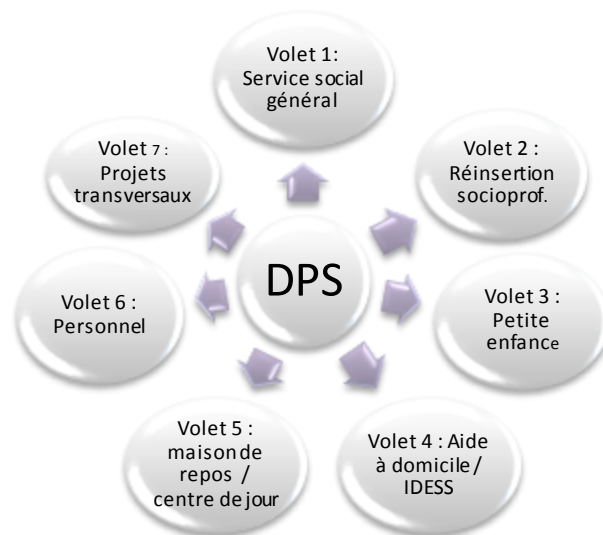 Volet 1:
Service social
général
Volet 2 :
Réinsertion
socioprof.
Volet 3 :
Petite
enfance
Volet 4 : Aide
à domicile /
IDESS
Volet 5 :
maison de
repos /
centre de jour
Volet 6 :
Personnel
Volet 7 :
Projets
transversaux
DPS